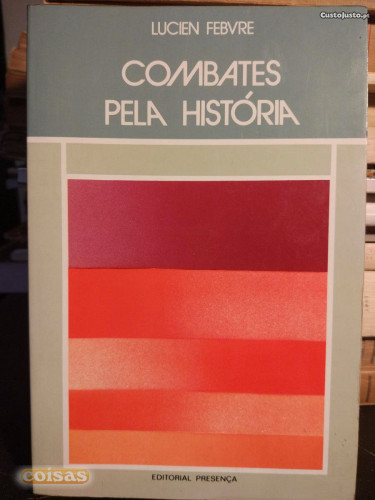 CustoJusto.pt
LUCIEN FEBVRE
COMBATES
PELA HISTÓRIA
EDITORIAL PRESENÇA
coisas